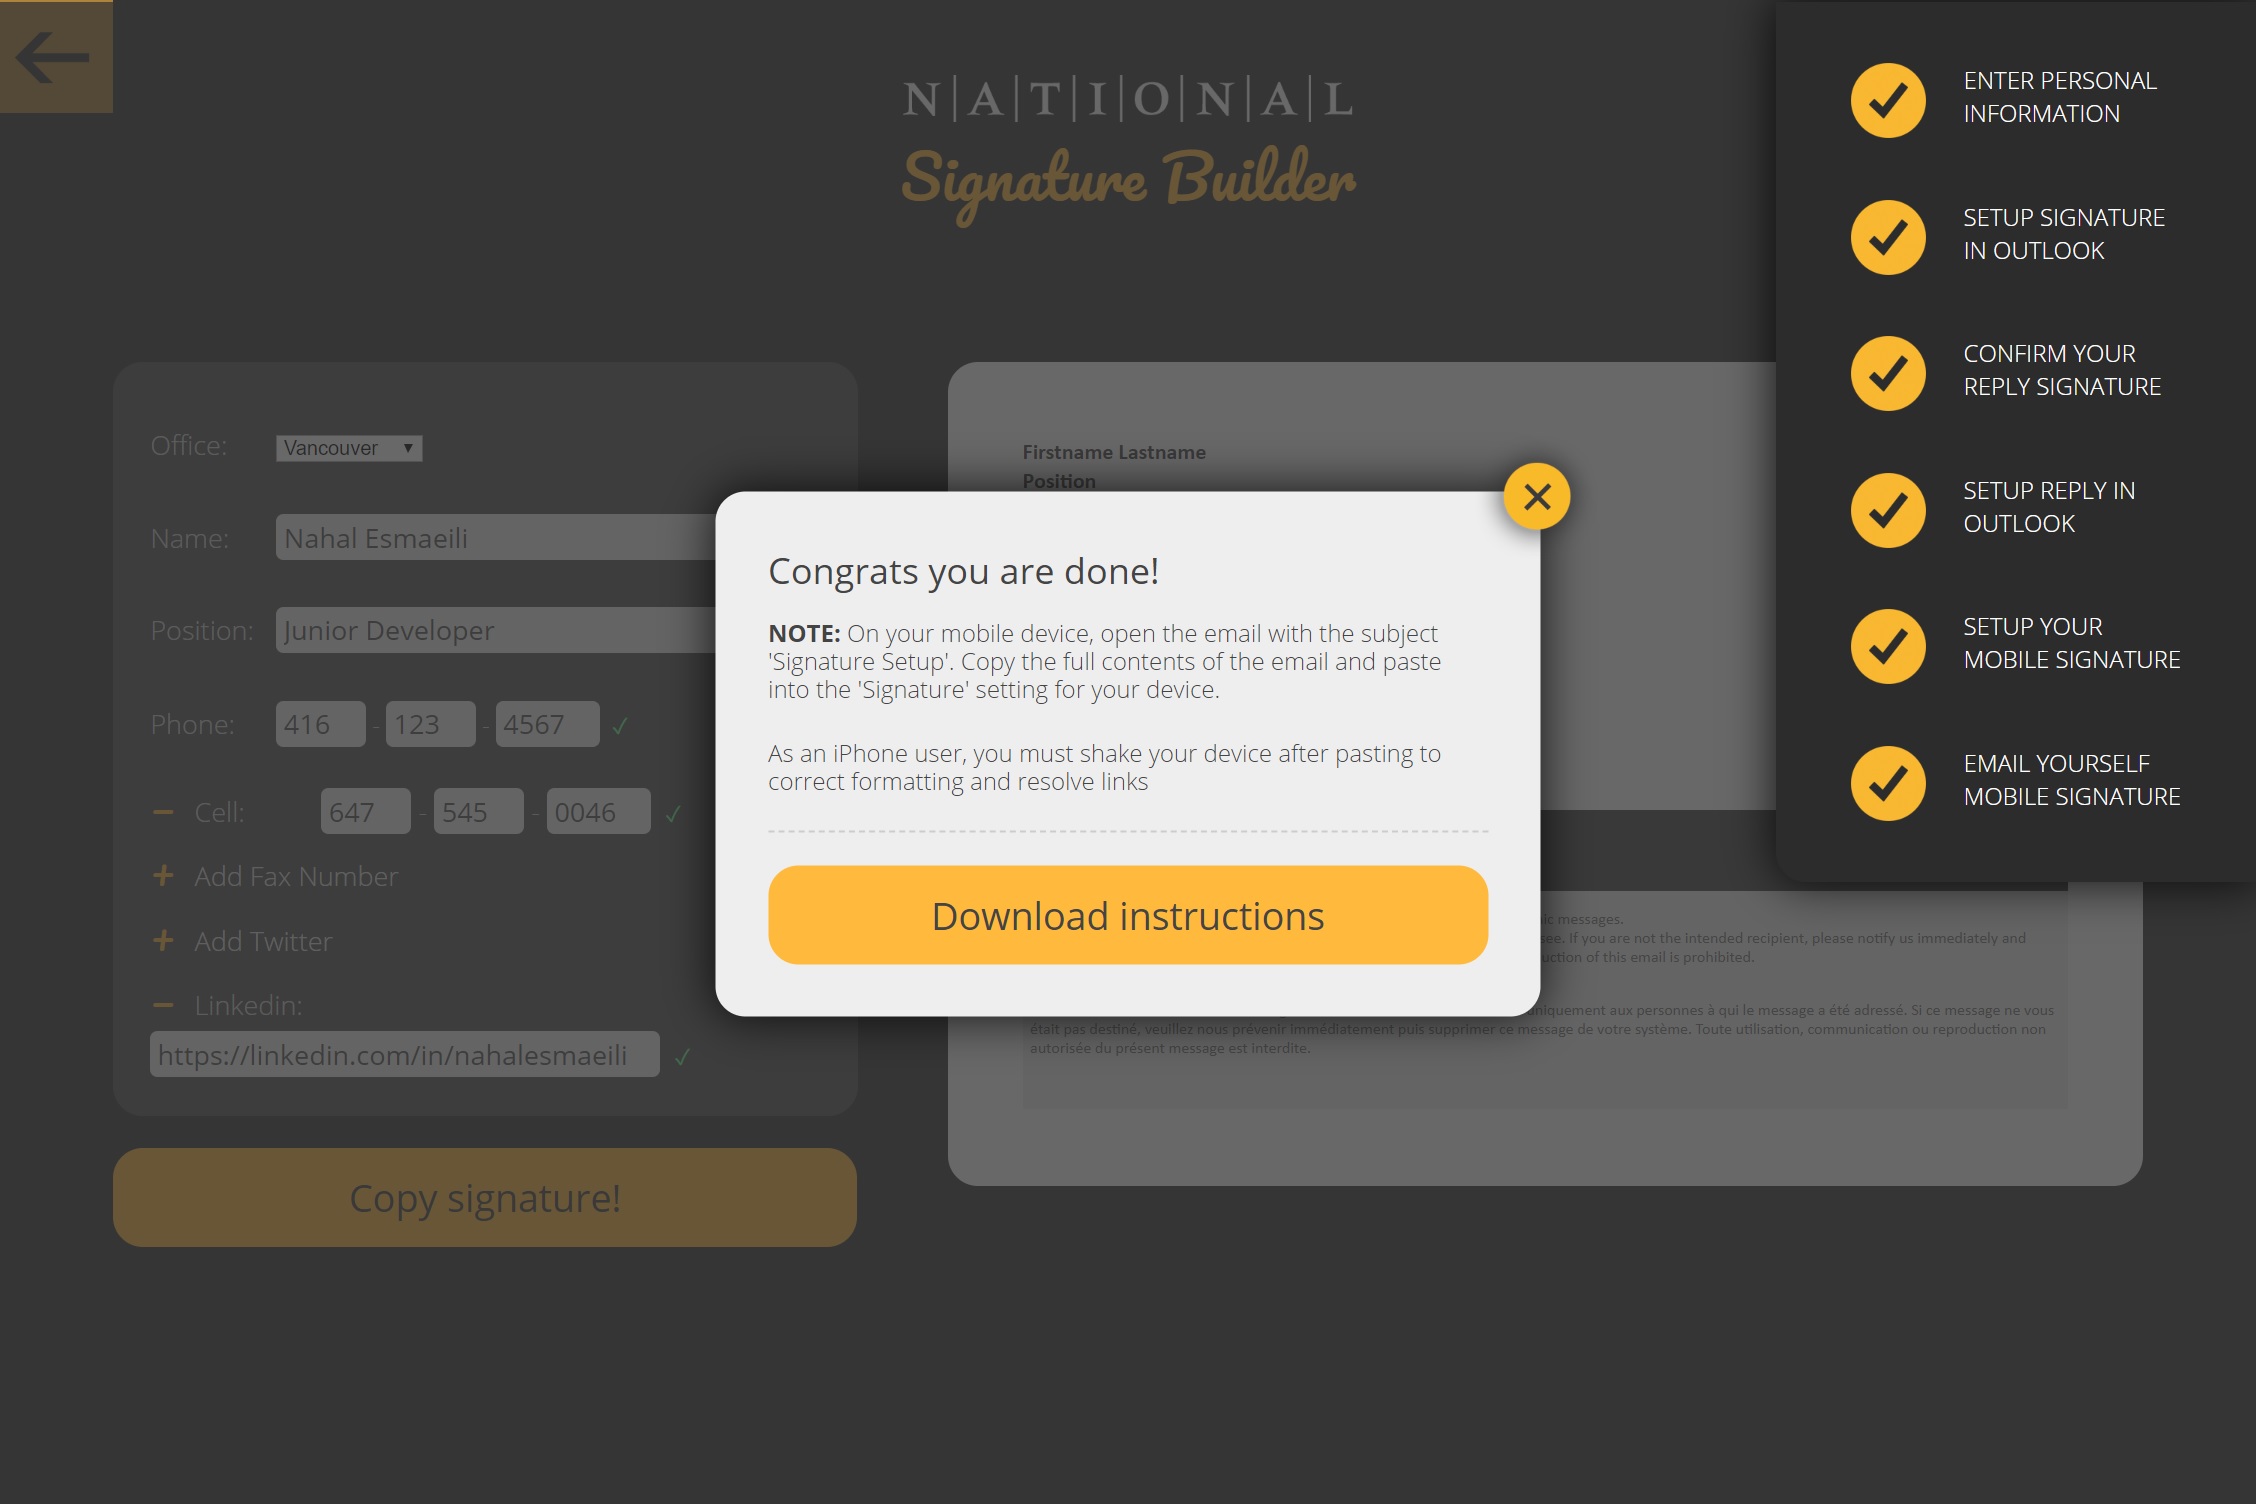 N|A|T|I|O|N|A|L
Signature Builder
ENTER PERSONAL
INFORMATION
SETUP SIGNATURE
IN OUTLOOK
CONFIRM YOUR
REPLY SIGNATURE
SETUP REPLY IN
OUTLOOK
SETUP YOUR
MOBILE SIGNATURE
EMAIL YOURSELF
MOBILE SIGNATURE
Office: Vancouver
Name: Nahal Esmaeili
Position: Junior Developer
Phone: 416 - 123 - 4567
Cell: 647 - 545 - 0046
Add Fax Number
Add Twitter
Linkedin:
https://linkedin.com/in/nahalesmaeili
Copy signature!
Firstname Lastname
Position
Congrats you are done!
NOTE: On your mobile device, open the email with the subject
'Signature Setup'. Copy the full contents of the email and paste
into the 'Signature' setting for your device.
As an iPhone user, you must shake your device after pasting to
correct formatting and resolve links
Download instructions
messages.
If you are not the intended recipient, please notify us immediately and
of this email is prohibited.
uniquement aux personnes à qui le message a été adressé. Si ce message ne vous
était pas destiné, veuillez nous prévenir immédiatement puis supprimer ce message de votre système. Toute utilisation, communication ou reproduction non
autorisée du présent message est interdite.